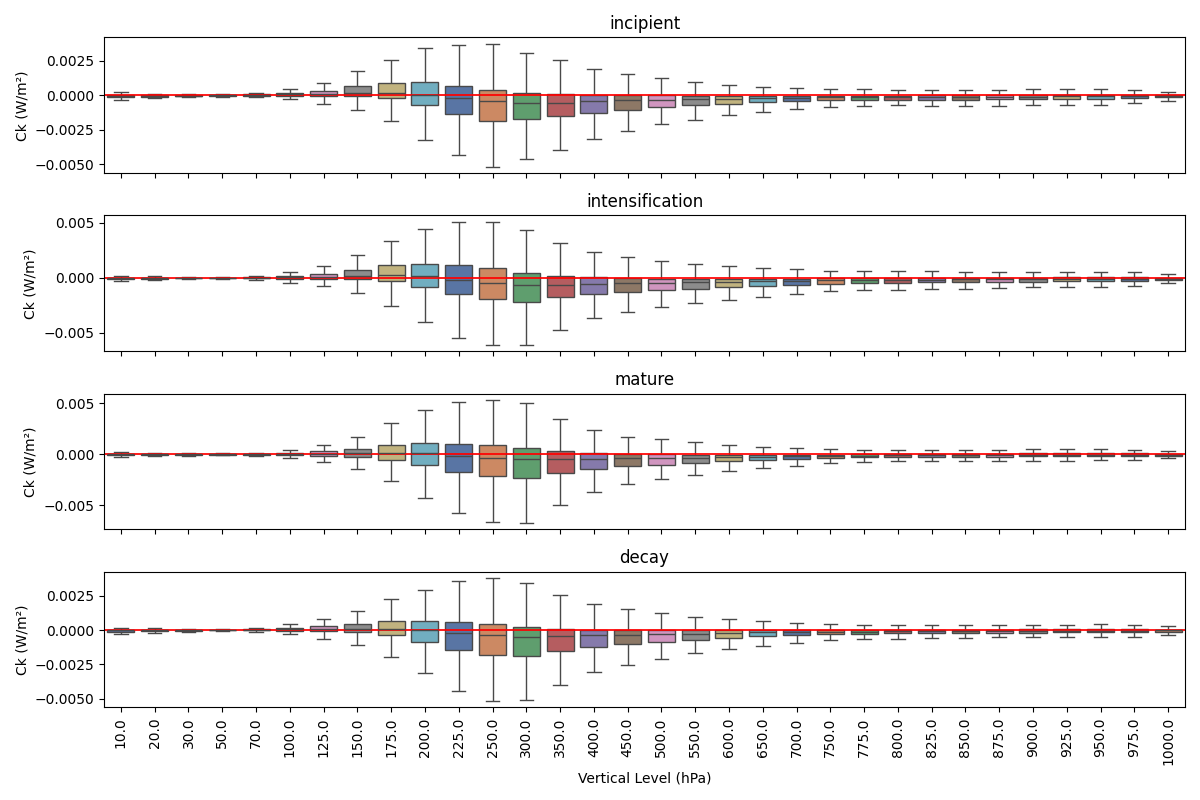 incipient
Ck (W/m²)
0.0025
0.0000
−0.0025
−0.0050
intensification
Ck (W/m²)
0.005
0.000
−0.005
mature
Ck (W/m²)
0.005
0.000
−0.005
decay
Ck (W/m²)
0.0025
0.0000
−0.0025
−0.0050
10.0 20.0 30.0 50.0 70.0 100.0 125.0 150.0 175.0 200.0 225.0 250.0 300.0 350.0 400.0 450.0 500.0 550.0 600.0 650.0 700.0 750.0 775.0 800.0 825.0 850.0 875.0 900.0 925.0 950.0 975.0 1000.0
Vertical Level (hPa)